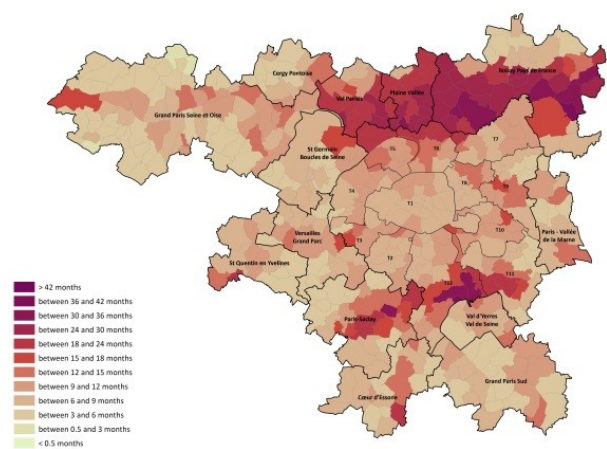 Cergy Pontoise
Roissy Pays de France
Plaine Vallée
Val Parisis
Grand Paris Seine et Oise
St Germain
Boucles de Seine
T5
T6
T7
T8
T9
T4
T1
Versailles
Grand Parc
T3
T2
T10
Paris - Vallée
de la Marne
St Quentin en Yvelines
T12
T11
Paris-Saclay
Val d'Yerres
Val de Seine
Cœur d'Essonne
Grand Paris Sud
> 42 months
between 36 and 42 months
between 30 and 36 months
between 24 and 30 months
between 18 and 24 months
between 15 and 18 months
between 12 and 15 months
between 9 and 12 months
between 6 and 9 months
between 3 and 6 months
between 0.5 and 3 months
< 0.5 months